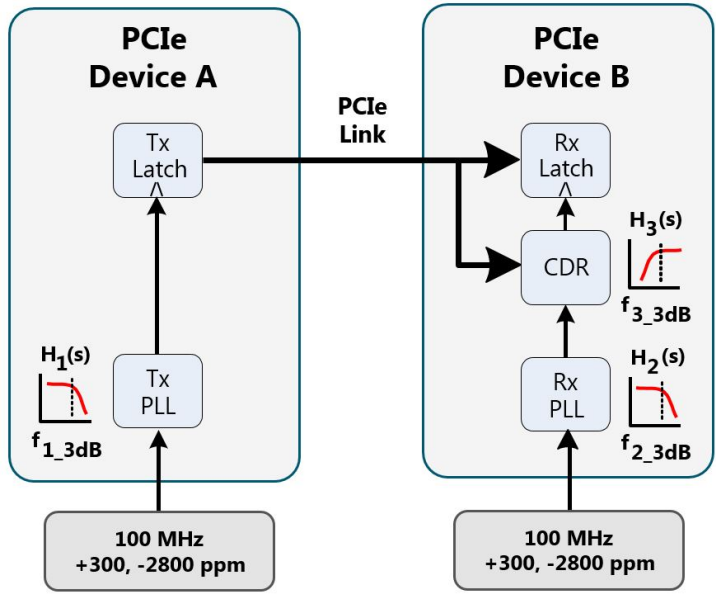 PCIe
Device A
PCIe
Device B
PCIe
Link
Tx
Latch
Rx
Latch
CDR
H3(s)
f3_3dB
H1(s)
f1_3dB
Tx
PLL
Rx
PLL
H2(s)
f2_3dB
100 MHz
+300, -2800 ppm
100 MHz
+300, -2800 ppm